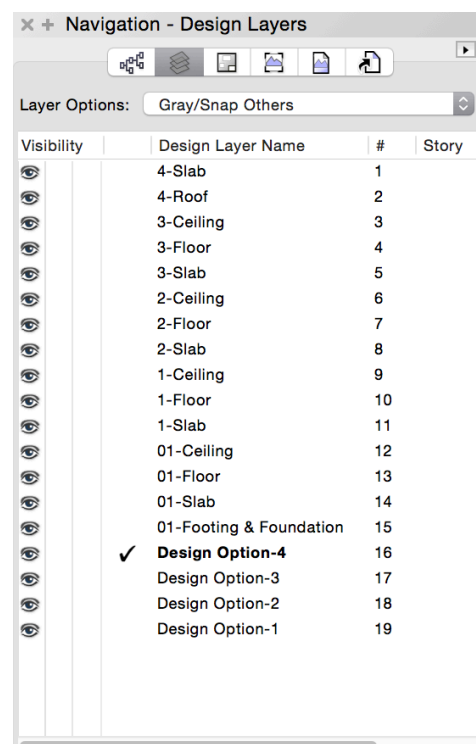 Navigation - Design Layers
Layer Options: Gray/Snap Others
Visibility Design Layer Name # Story
4-Slab 1
4-Roof 2
3-Ceiling 3
3-Floor 4
3-Slab 5
2-Ceiling 6
2-Floor 7
2-Slab 8
1-Ceiling 9
1-Floor 10
1-Slab 11
01-Ceiling 12
01-Floor 13
01-Slab 14
01-Footing & Foundation 15
Design Option-4 16
Design Option-3 17
Design Option-2 18
Design Option-1 19